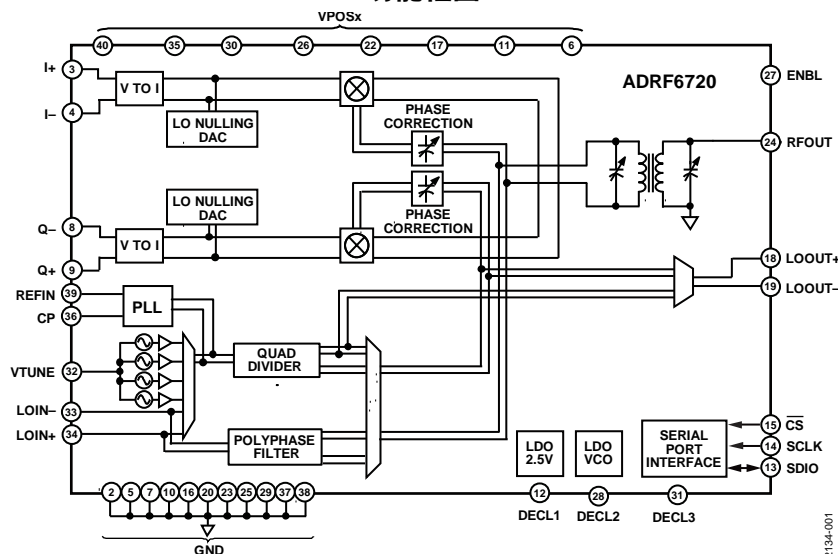 VPOSx
40 35 30 26 22 17 11 6
I+ 3
I– 4
V TO I
LO NULLING
DAC
PHASE
CORRECTION
ADRF6720
27 ENBL
24 RFOUT
LO NULLING
DAC
PHASE
CORRECTION
Q– 8
Q+ 9
V TO I
18 LOOUT+
19 LOOUT–
REFIN 39
CP 36
PLL
VTUNE 32
QUAD
DIVIDER
LOIN– 33
LOIN+ 34
POLYPHASE
FILTER
LDO
2.5V
LDO
VCO
SERIAL
PORT
INTERFACE
15 CS
14 SCLK
13 SDIO
2 5 7 10 16 20 23 25 29 37 38
GND
12
DECL1
28
DECL2
31
DECL3
2134-001